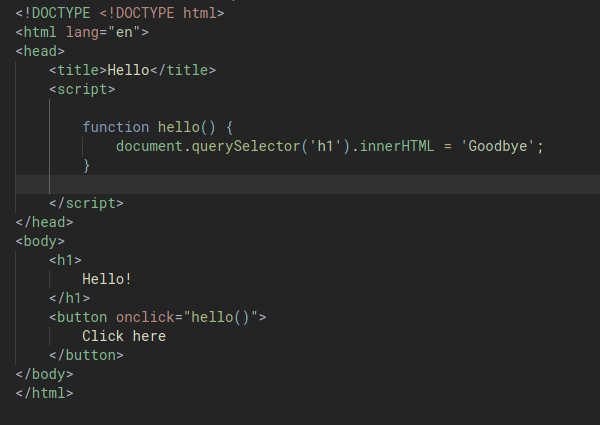 <!DOCTYPE <!DOCTYPE html>
<html lang="en">
<head>
    <title>Hello</title>
    <script>

        function hello() {
            document.querySelector('h1').innerHTML = 'Goodbye';
        }

    </script>
</head>
<body>
    <h1>
        Hello!
    </h1>
    <button onclick="hello()">
        Click here
    </button>
</body>
</html>